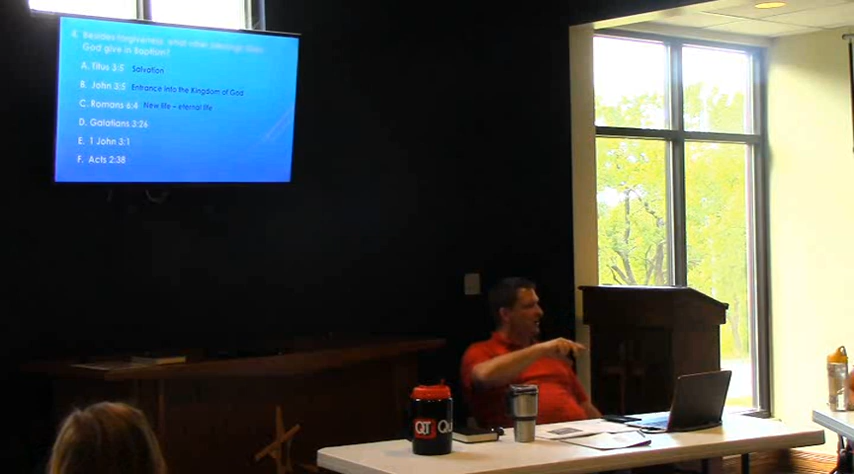 4. Besides forgiveness, what other blessings does
God give in Baptism?
A. Titus 3:5 Salvation
B. John 3:5 Entrance into the Kingdom of God
C. Romans 6:4 New life – eternal life
D. Galatians 3:26
E. 1 John 3:1
F. Acts 2:38
QT Qu